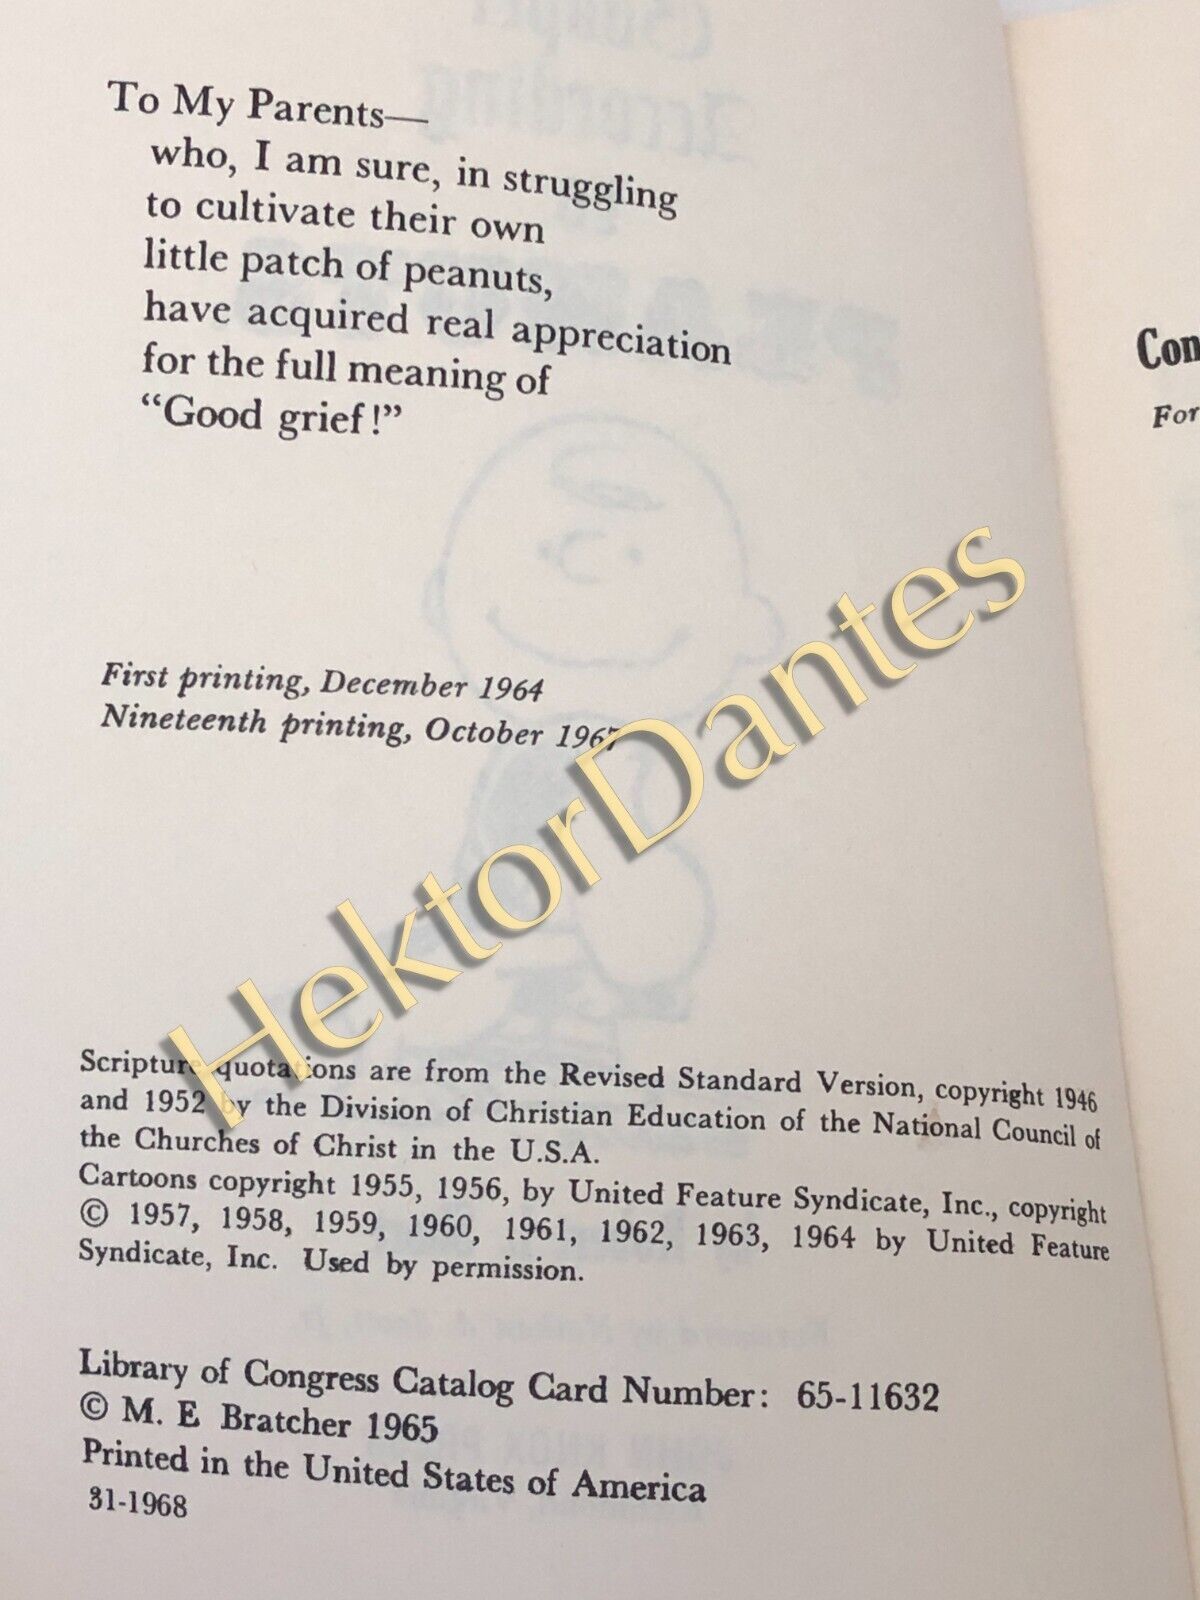 To My Parents—
who, I am sure, in struggling
to cultivate their own
little patch of peanuts,
have acquired real appreciation
for the full meaning of
“Good grief!”
Con
For
First printing, December 1964
Nineteenth printing, October 1967
HektorDantes
Scripture quotations are from the Revised Standard Version, copyright 1946
and 1952 by the Division of Christian Education of the National Council of
the Churches of Christ in the U.S.A.
Cartoons copyright 1955, 1956, by United Feature Syndicate, Inc., copyright
© 1957, 1958, 1959, 1960, 1961, 1962, 1963, 1964 by United Feature
Syndicate, Inc. Used by permission.
Library of Congress Catalog Card Number: 65-11632
© M. E Bratcher 1965
Printed in the United States of America
31-1968